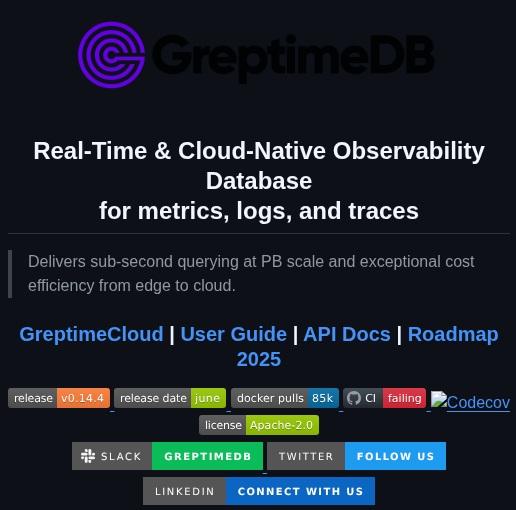 GreptimeDB
Real-Time & Cloud-Native Observability
Database
for metrics, logs, and traces
Delivers sub-second querying at PB scale and exceptional cost
efficiency from edge to cloud.
GreptimeCloud | User Guide | API Docs | Roadmap
2025
release v0.14.4 release date june docker pulls 85k CI failing Codecov
license Apache-2.0
SLACK GREPTIMEDB TWITTER FOLLOW US
LINKEDIN CONNECT WITH US